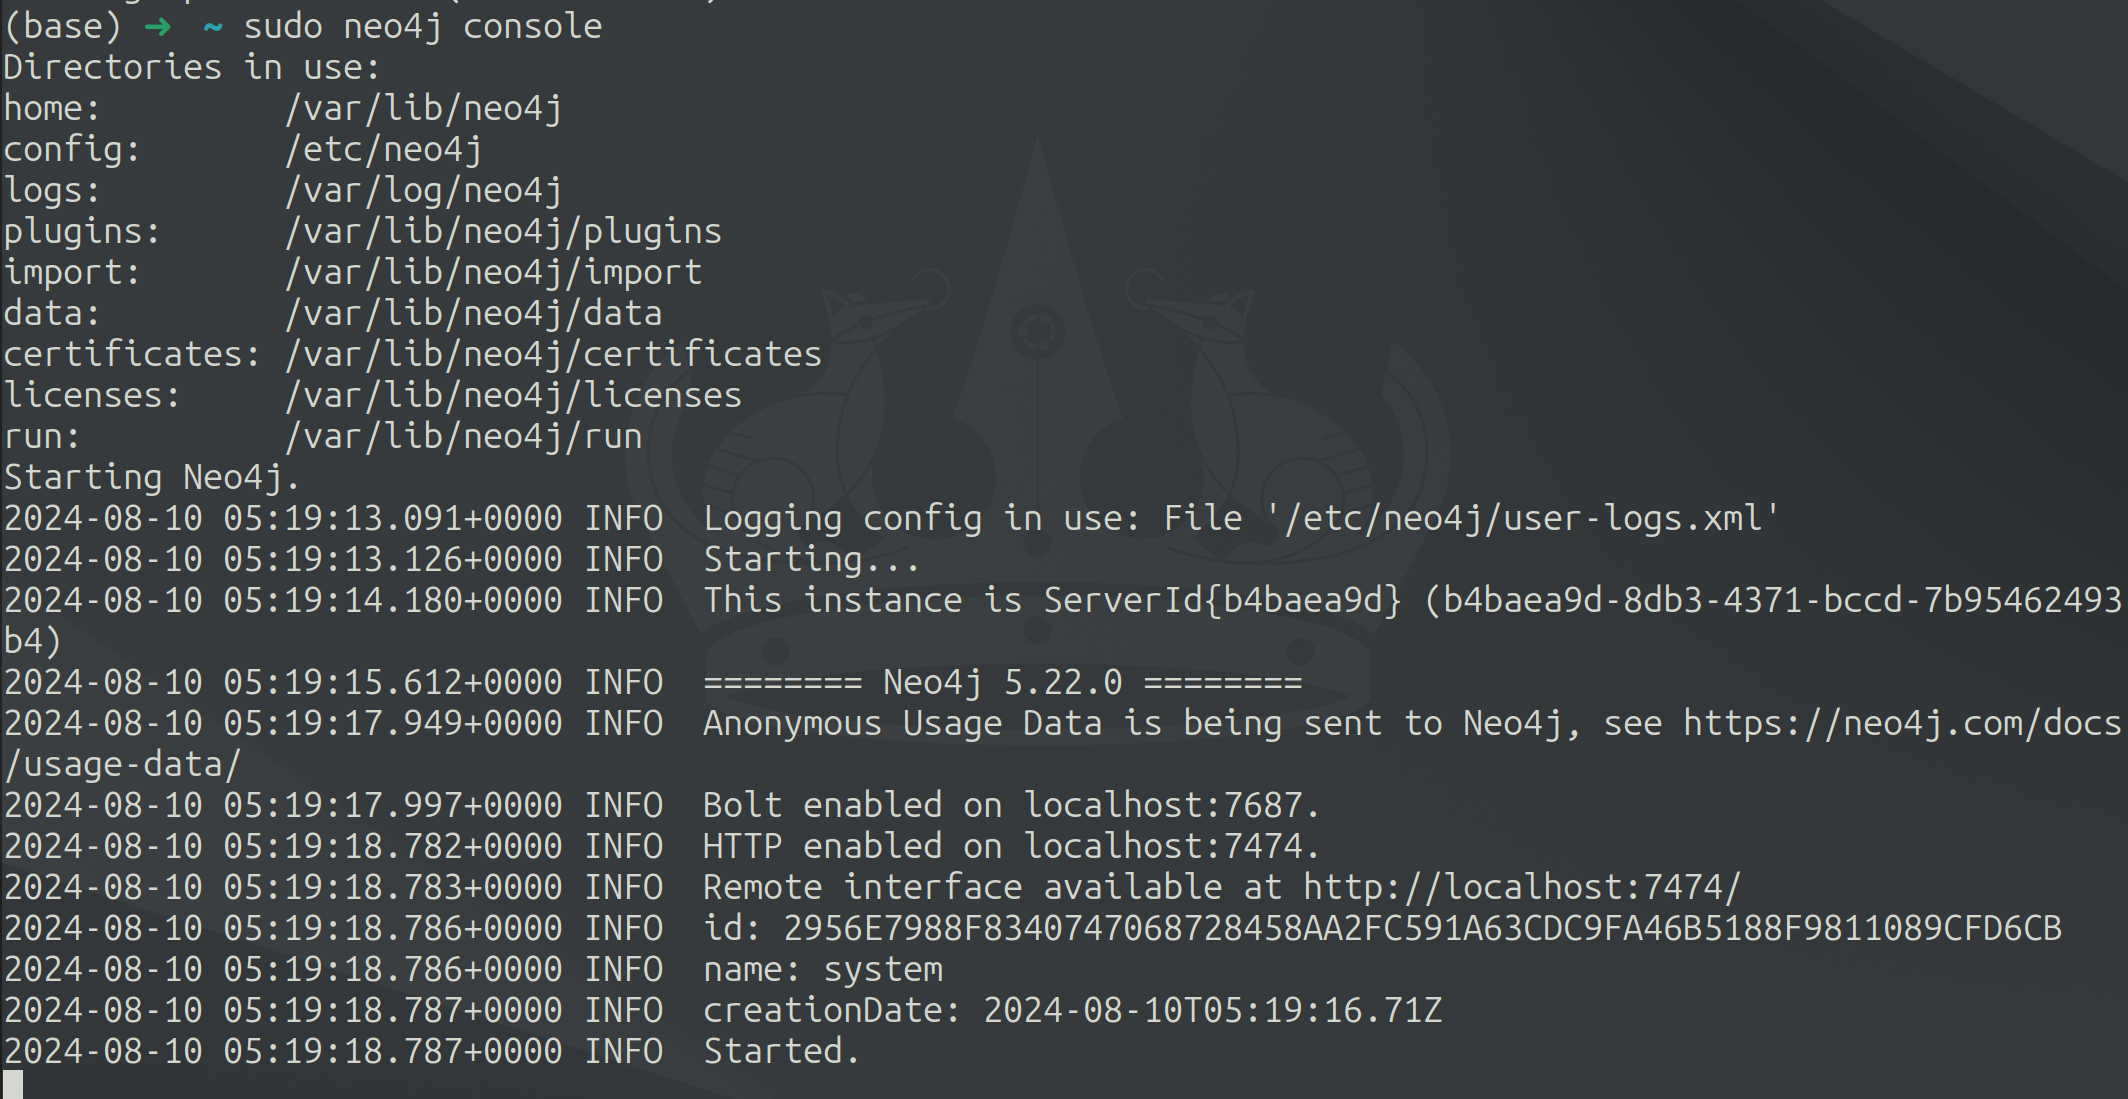 (base) ➜ ~ sudo neo4j console
Directories in use:
home:         /var/lib/neo4j
config:       /etc/neo4j
logs:         /var/log/neo4j
plugins:      /var/lib/neo4j/plugins
import:       /var/lib/neo4j/import
data:         /var/lib/neo4j/data
certificates: /var/lib/neo4j/certificates
licenses:     /var/lib/neo4j/licenses
run:          /var/lib/neo4j/run
Starting Neo4j.
2024-08-10 05:19:13.091+0000 INFO  Logging config in use: File '/etc/neo4j/user-logs.xml'
2024-08-10 05:19:13.126+0000 INFO  Starting...
2024-08-10 05:19:14.180+0000 INFO  This instance is ServerId{b4baea9d} (b4baea9d-8db3-4371-bccd-7b95462493
b4)
2024-08-10 05:19:15.612+0000 INFO  ======== Neo4j 5.22.0 ========
2024-08-10 05:19:17.949+0000 INFO  Anonymous Usage Data is being sent to Neo4j, see https://neo4j.com/docs
/usage-data/
2024-08-10 05:19:17.997+0000 INFO  Bolt enabled on localhost:7687.
2024-08-10 05:19:18.782+0000 INFO  HTTP enabled on localhost:7474.
2024-08-10 05:19:18.783+0000 INFO  Remote interface available at http://localhost:7474/
2024-08-10 05:19:18.786+0000 INFO  id: 2956E7988F8340747068728458AA2FC591A63CDC9FA46B5188F9811089CFD6CB
2024-08-10 05:19:18.786+0000 INFO  name: system
2024-08-10 05:19:18.787+0000 INFO  creationDate: 2024-08-10T05:19:16.71Z
2024-08-10 05:19:18.787+0000 INFO  Started.